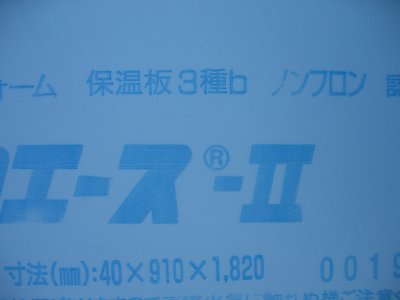 ォーム 保温板3種b ノンフロン 認
エース®-II
寸法(mm):40×910×1,820 0019